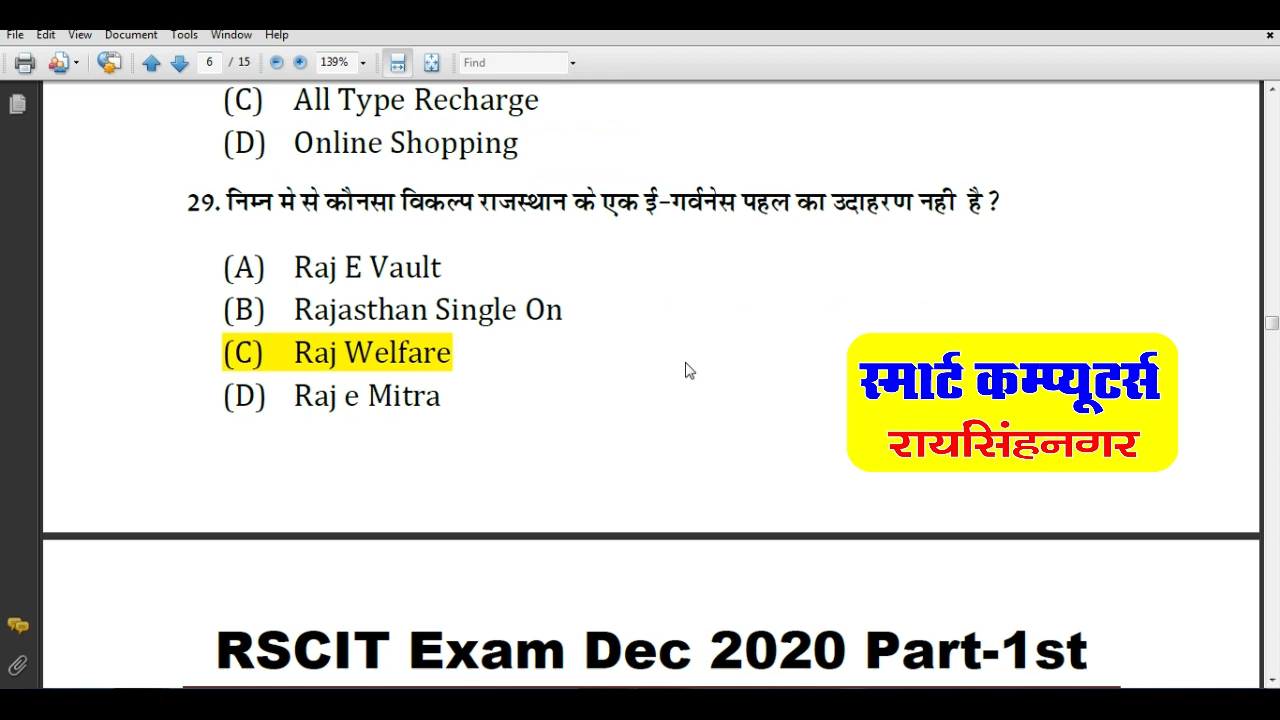 File Edit View Document Tools Window Help
6 / 15 139% Find
(C) All Type Recharge
(D) Online Shopping
29. निम्न मे से कौनसा विकल्प राजस्थान के एक ई-गर्वनेस पहल का उदाहरण नही है ?
(A) Raj E Vault
(B) Rajasthan Single On
(C) Raj Welfare
(D) Raj e Mitra
स्मार्ट कम्प्यूटर्स
रायसिंहनगर
RSCIT Exam Dec 2020 Part-1st